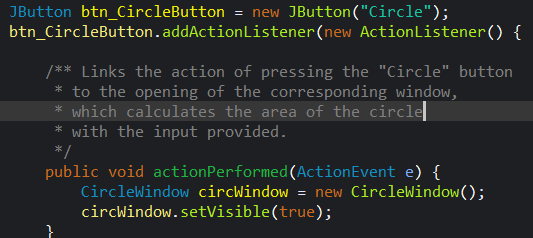 JButton btn_CircleButton = new JButton("Circle");
btn_CircleButton.addActionListener(new ActionListener() {
/** Links the action of pressing the "Circle" button
* to the opening of the corresponding window,
* which calculates the area of the circle
* with the input provided.
*/
public void actionPerformed(ActionEvent e) {
CircleWindow circWindow = new CircleWindow();
circWindow.setVisible(true);
}